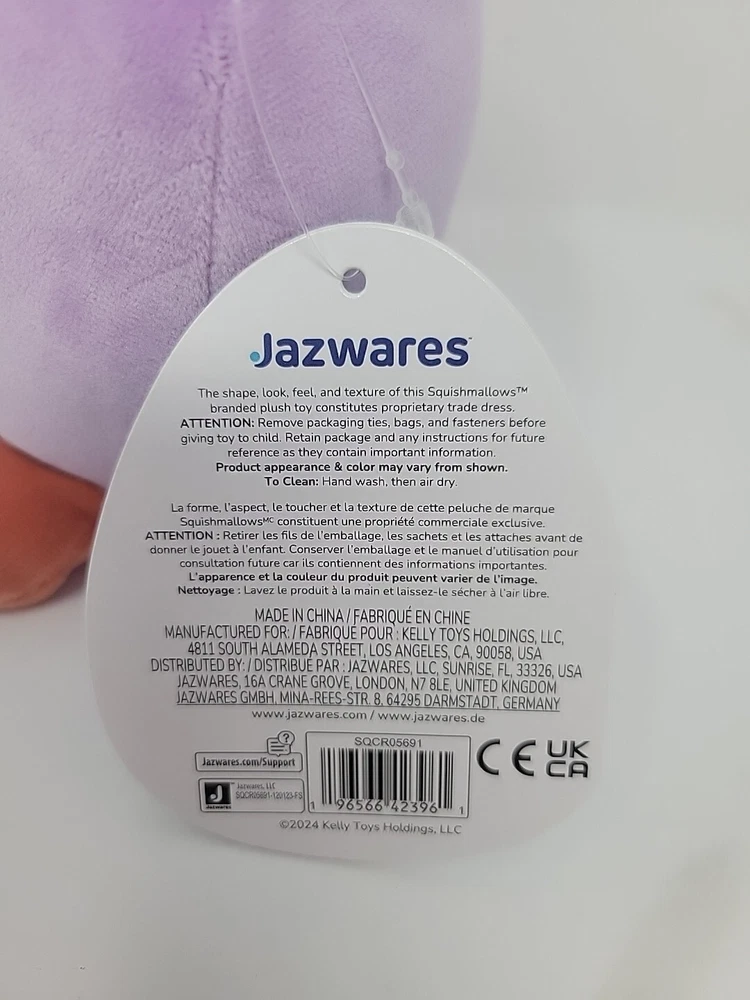 Jazwares
The shape, look, feel, and texture of this Squishmallows™
branded plush toy constitutes proprietary trade dress.
ATTENTION: Remove packaging ties, bags, and fasteners before
giving toy to child. Retain package and any instructions for future
reference as they contain important information.
Product appearance & color may vary from shown.
To Clean: Hand wash, then air dry.
La forme, l'aspect, le toucher et la texture de cette peluche de marque
Squishmallowsᴹᶜ constituent une propriété commerciale exclusive.
ATTENTION : Retirer les fils de l'emballage, les sachets et les attaches avant de
donner le jouet à l'enfant. Conserver l'emballage et le manuel d'utilisation pour
consultation future car ils contiennent des informations importantes.
L'apparence et la couleur du produit peuvent varier de l'image.
Nettoyage : Lavez le produit à la main et laissez-le sécher à l'air libre.
MADE IN CHINA / FABRIQUÉ EN CHINE
MANUFACTURED FOR: / FABRIQUÉ POUR : KELLY TOYS HOLDINGS, LLC,
4811 SOUTH ALAMEDA STREET, LOS ANGELES, CA, 90058, USA
DISTRIBUTED BY: / DISTRIBUÉ PAR : JAZWARES, LLC, SUNRISE, FL, 33326, USA
JAZWARES, 16A CRANE GROVE, LONDON, N7 8LE, UNITED KINGDOM
JAZWARES GMBH, MINA-REES-STR. 8, 64295 DARMSTADT, GERMANY
www.jazwares.com / www.jazwares.de
Jazwares.com/Support
SQCR05691
1 96566 42396 1
CE
UK
CA
Jazwares, LLC
SQCR05691-120123-FS
JAZWARES
©2024 Kelly Toys Holdings, LLC